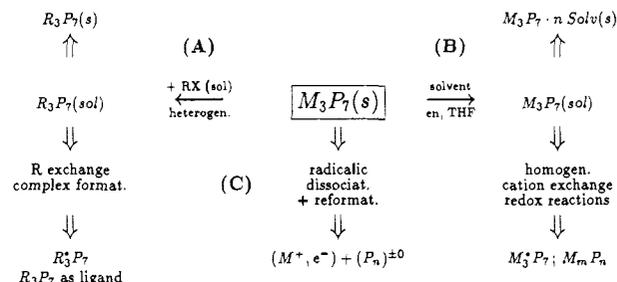 R₃P₇(s)
M₃P₇ · n Solv(s)
(A)
(B)
R₃P₇(sol)
+ RX (sol)
heterogen.
M₃P₇(s)
solvent
en, THF
M₃P₇(sol)
R exchange
complex format.
(C)
radicalic
dissociat.
+ reformat.
homogen.
cation exchange
redox reactions
R₃*P₇
R₃P₇ as ligand
(M⁺, e⁻) + (Pₙ)±⁰
M₃*P₇ ; MₘPₙ